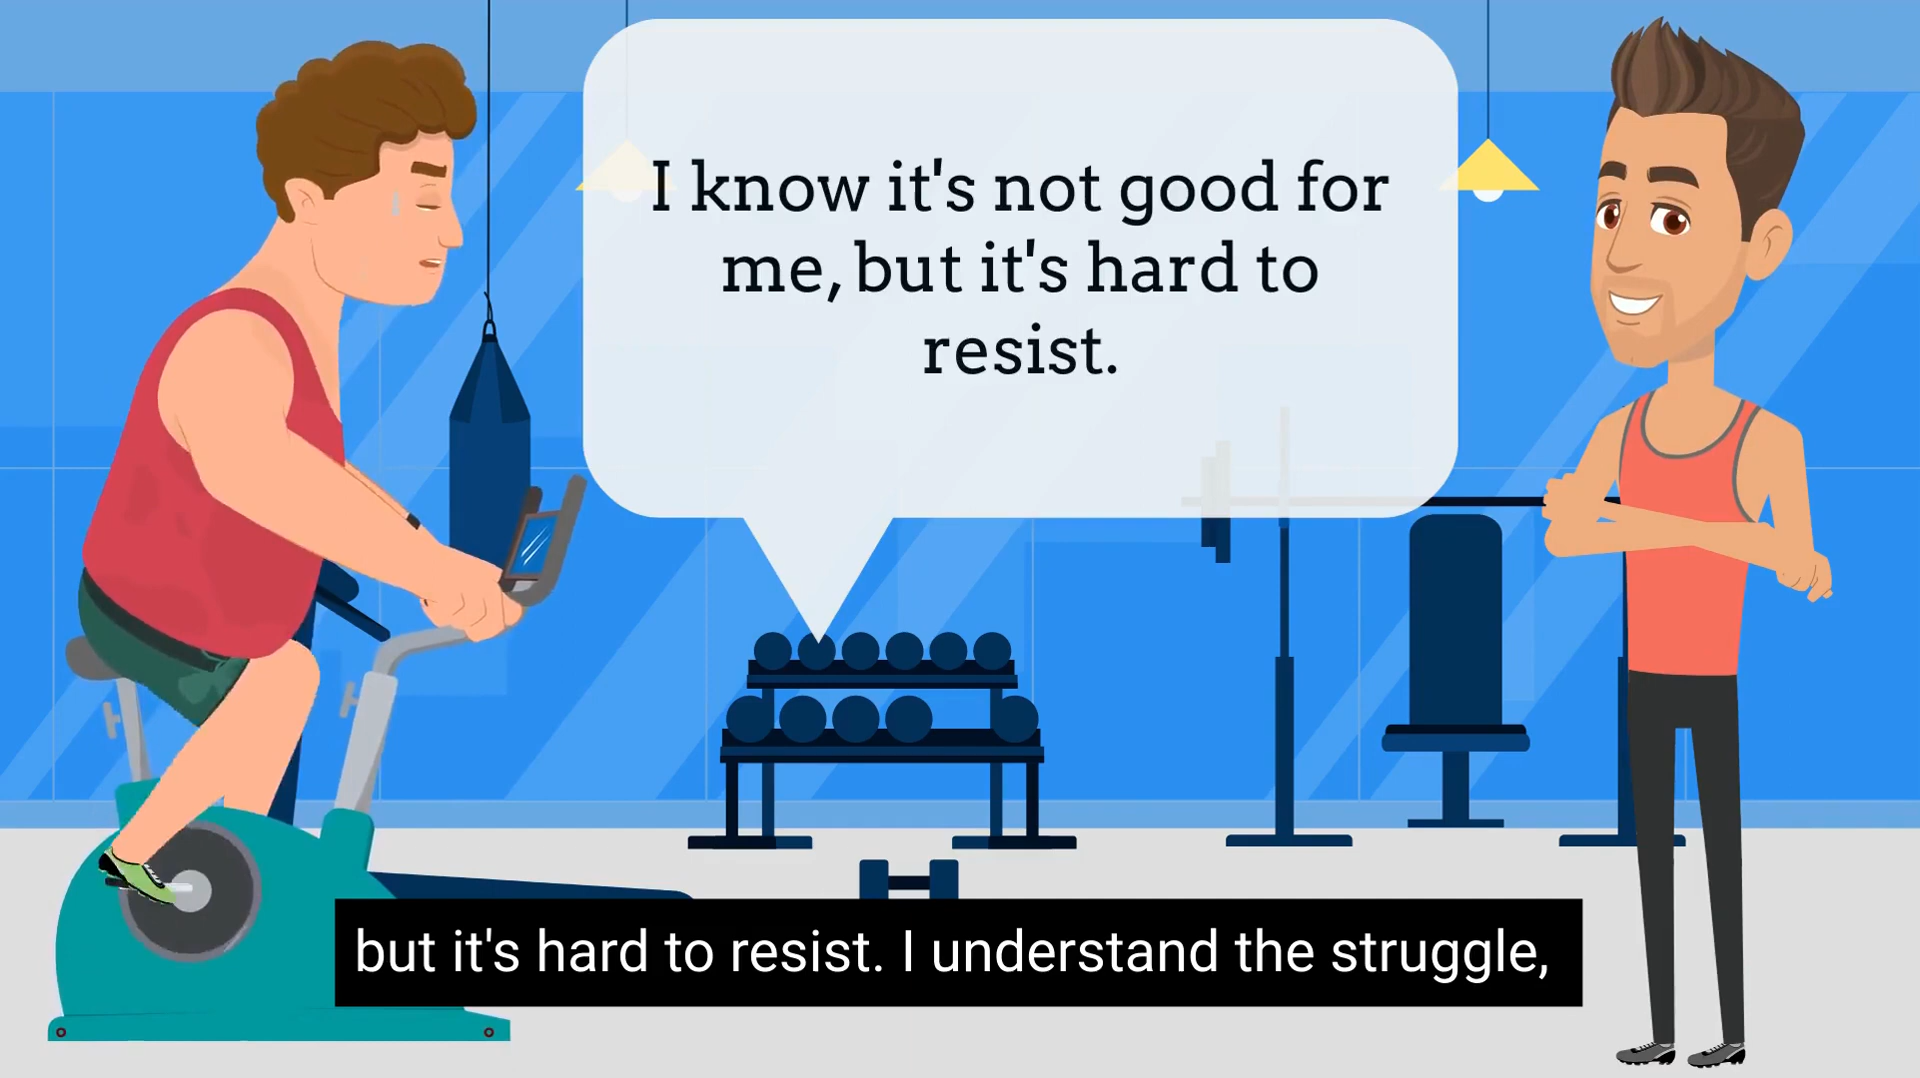 I know it's not good for
me, but it's hard to
resist.
but it's hard to resist. I understand the struggle,